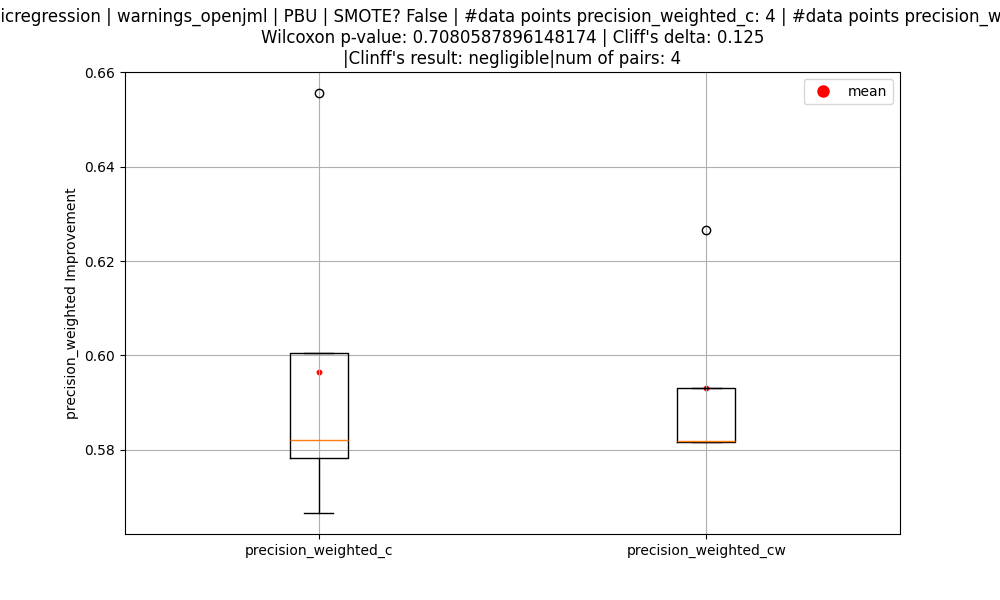 | warnings_openjml | PBU | SMOTE? False | #data points precision_weighted_c: 4 | #data points
Wilcoxon p-value: 0.7080587896148174 | Cliff's delta: 0.125
|Clinff's result: negligible|num of pairs: 4
0.66
mean
0.64
0.62
0.60
0.58
precision_weighted Improvement
precision_weighted_c
precision_weighted_cw